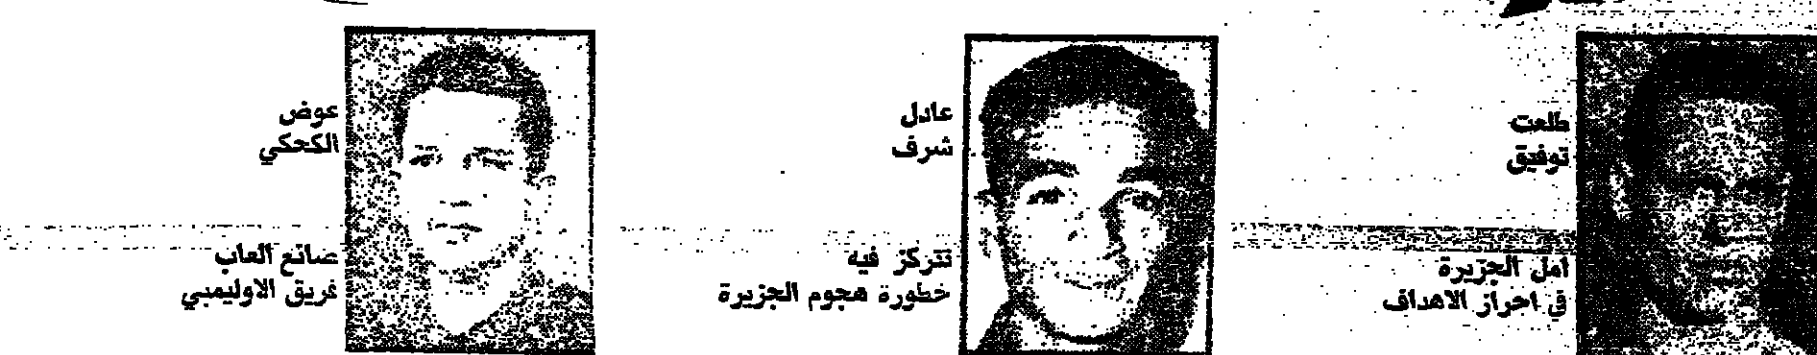 طلعت
توفيق
امل الجزيرة
في احراز الاهداف
عادل
شرف
تتركز فيه
خطورة هجوم الجزيرة
عوض
الكحكي
صانع العاب
فريق الاوليمبي